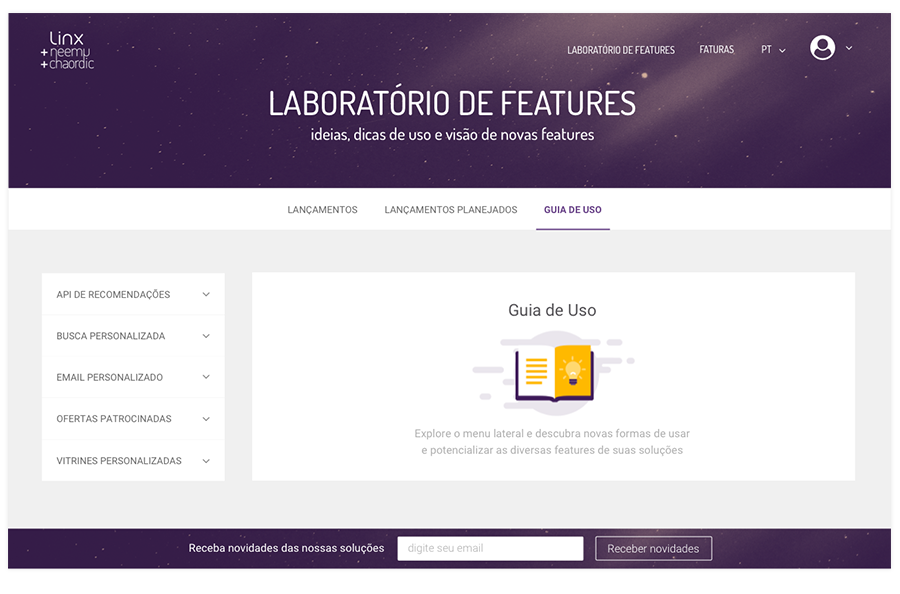 linx
+neemu
+chaordic
LABORATÓRIO DE FEATURES
FATURAS
PT
LABORATÓRIO DE FEATURES
ideias, dicas de uso e visão de novas features
LANÇAMENTOS
LANÇAMENTOS PLANEJADOS
GUIA DE USO
API DE RECOMENDAÇÕES
BUSCA PERSONALIZADA
EMAIL PERSONALIZADO
OFERTAS PATROCINADAS
VITRINES PERSONALIZADAS
Guia de Uso
Explore o menu lateral e descubra novas formas de usar
e potencializar as diversas features de suas soluções
Receba novidades das nossas soluções
digite seu email
Receber novidades